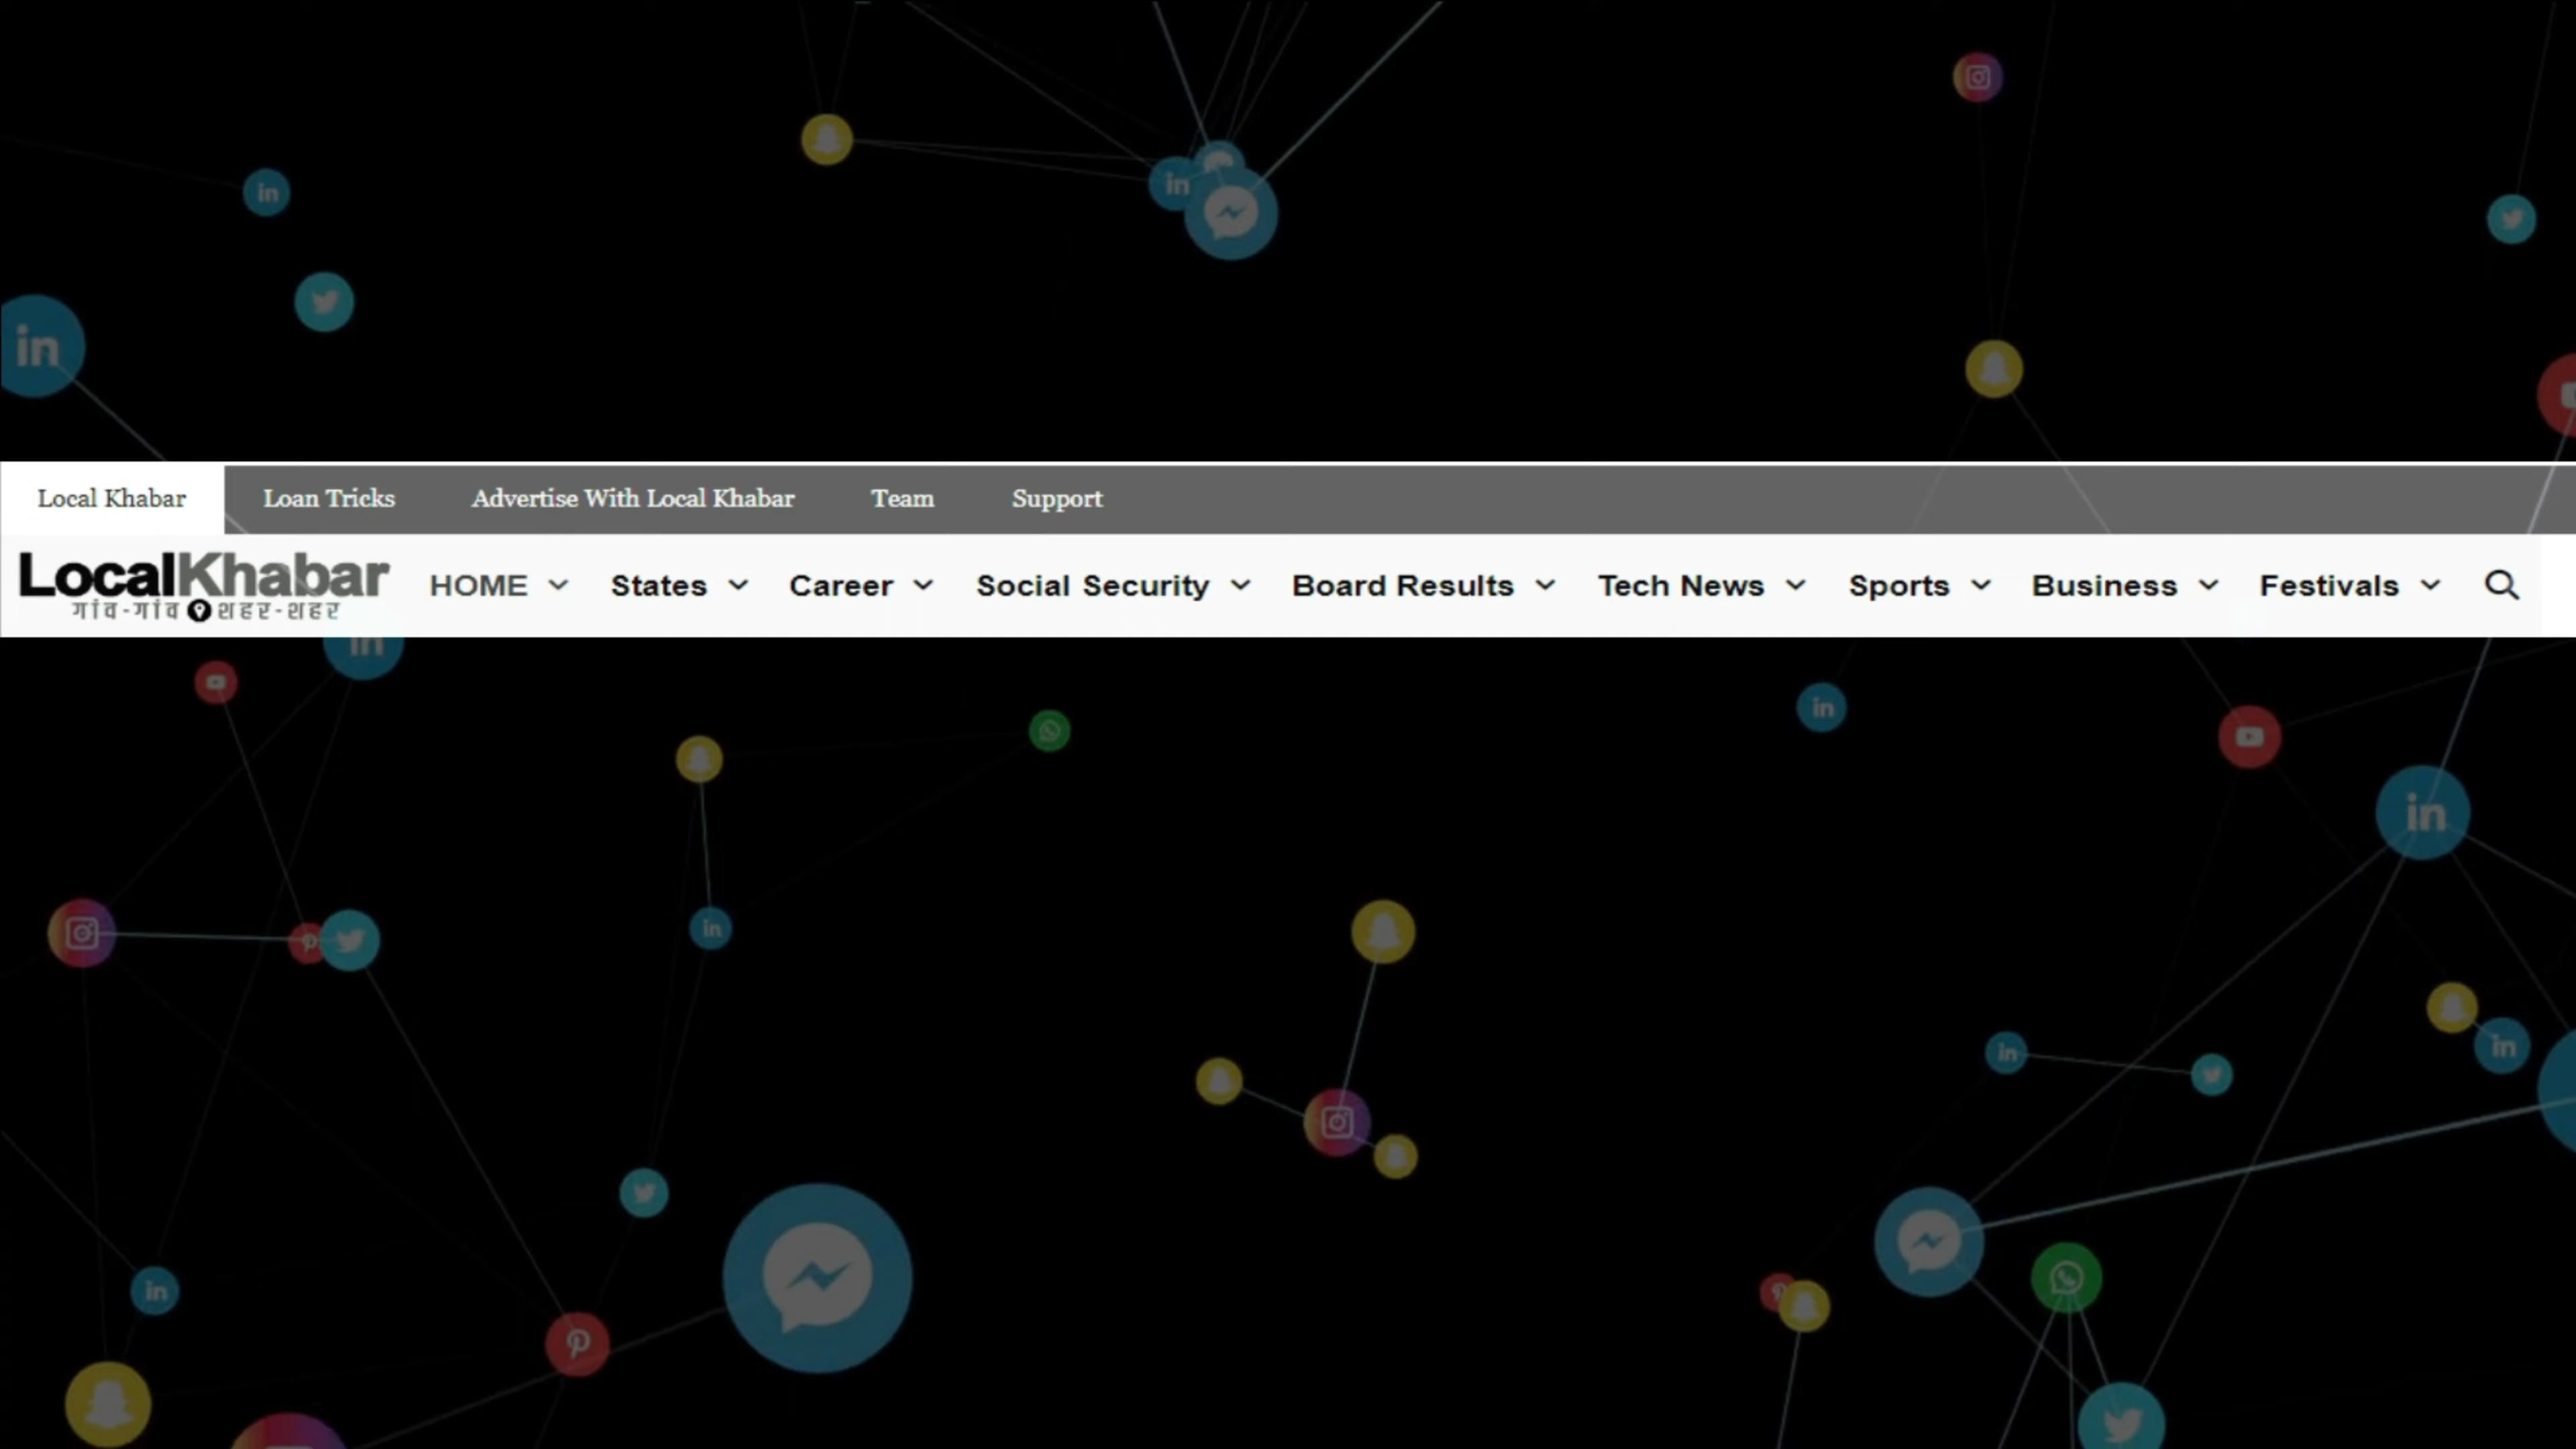 Local Khabar Loan Tricks Advertise With Local Khabar Team Support
LocalKhabar HOME States Career Social Security Board Results Tech News Sports Business Festivals
गांव-गांव शहर-शहर